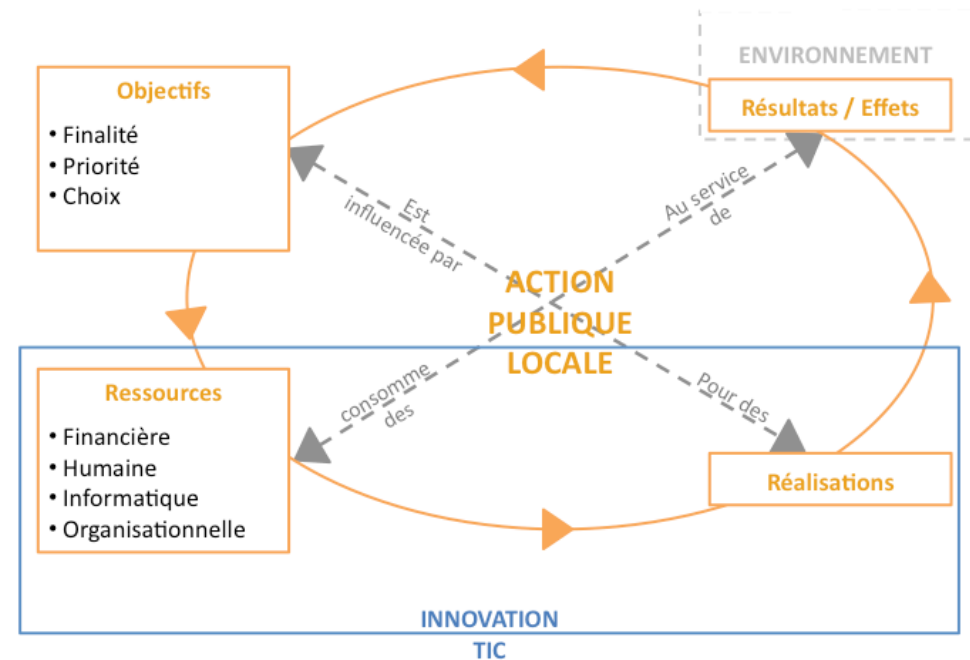 ENVIRONNEMENT
Objectifs
• Finalité
• Priorité
• Choix
Résultats / Effets
Est
influencée par
Au service
de
ACTION
PUBLIQUE
LOCALE
Ressources
• Financière
• Humaine
• Informatique
• Organisationnelle
consomme
des
Pour des
Réalisations
INNOVATION
TIC